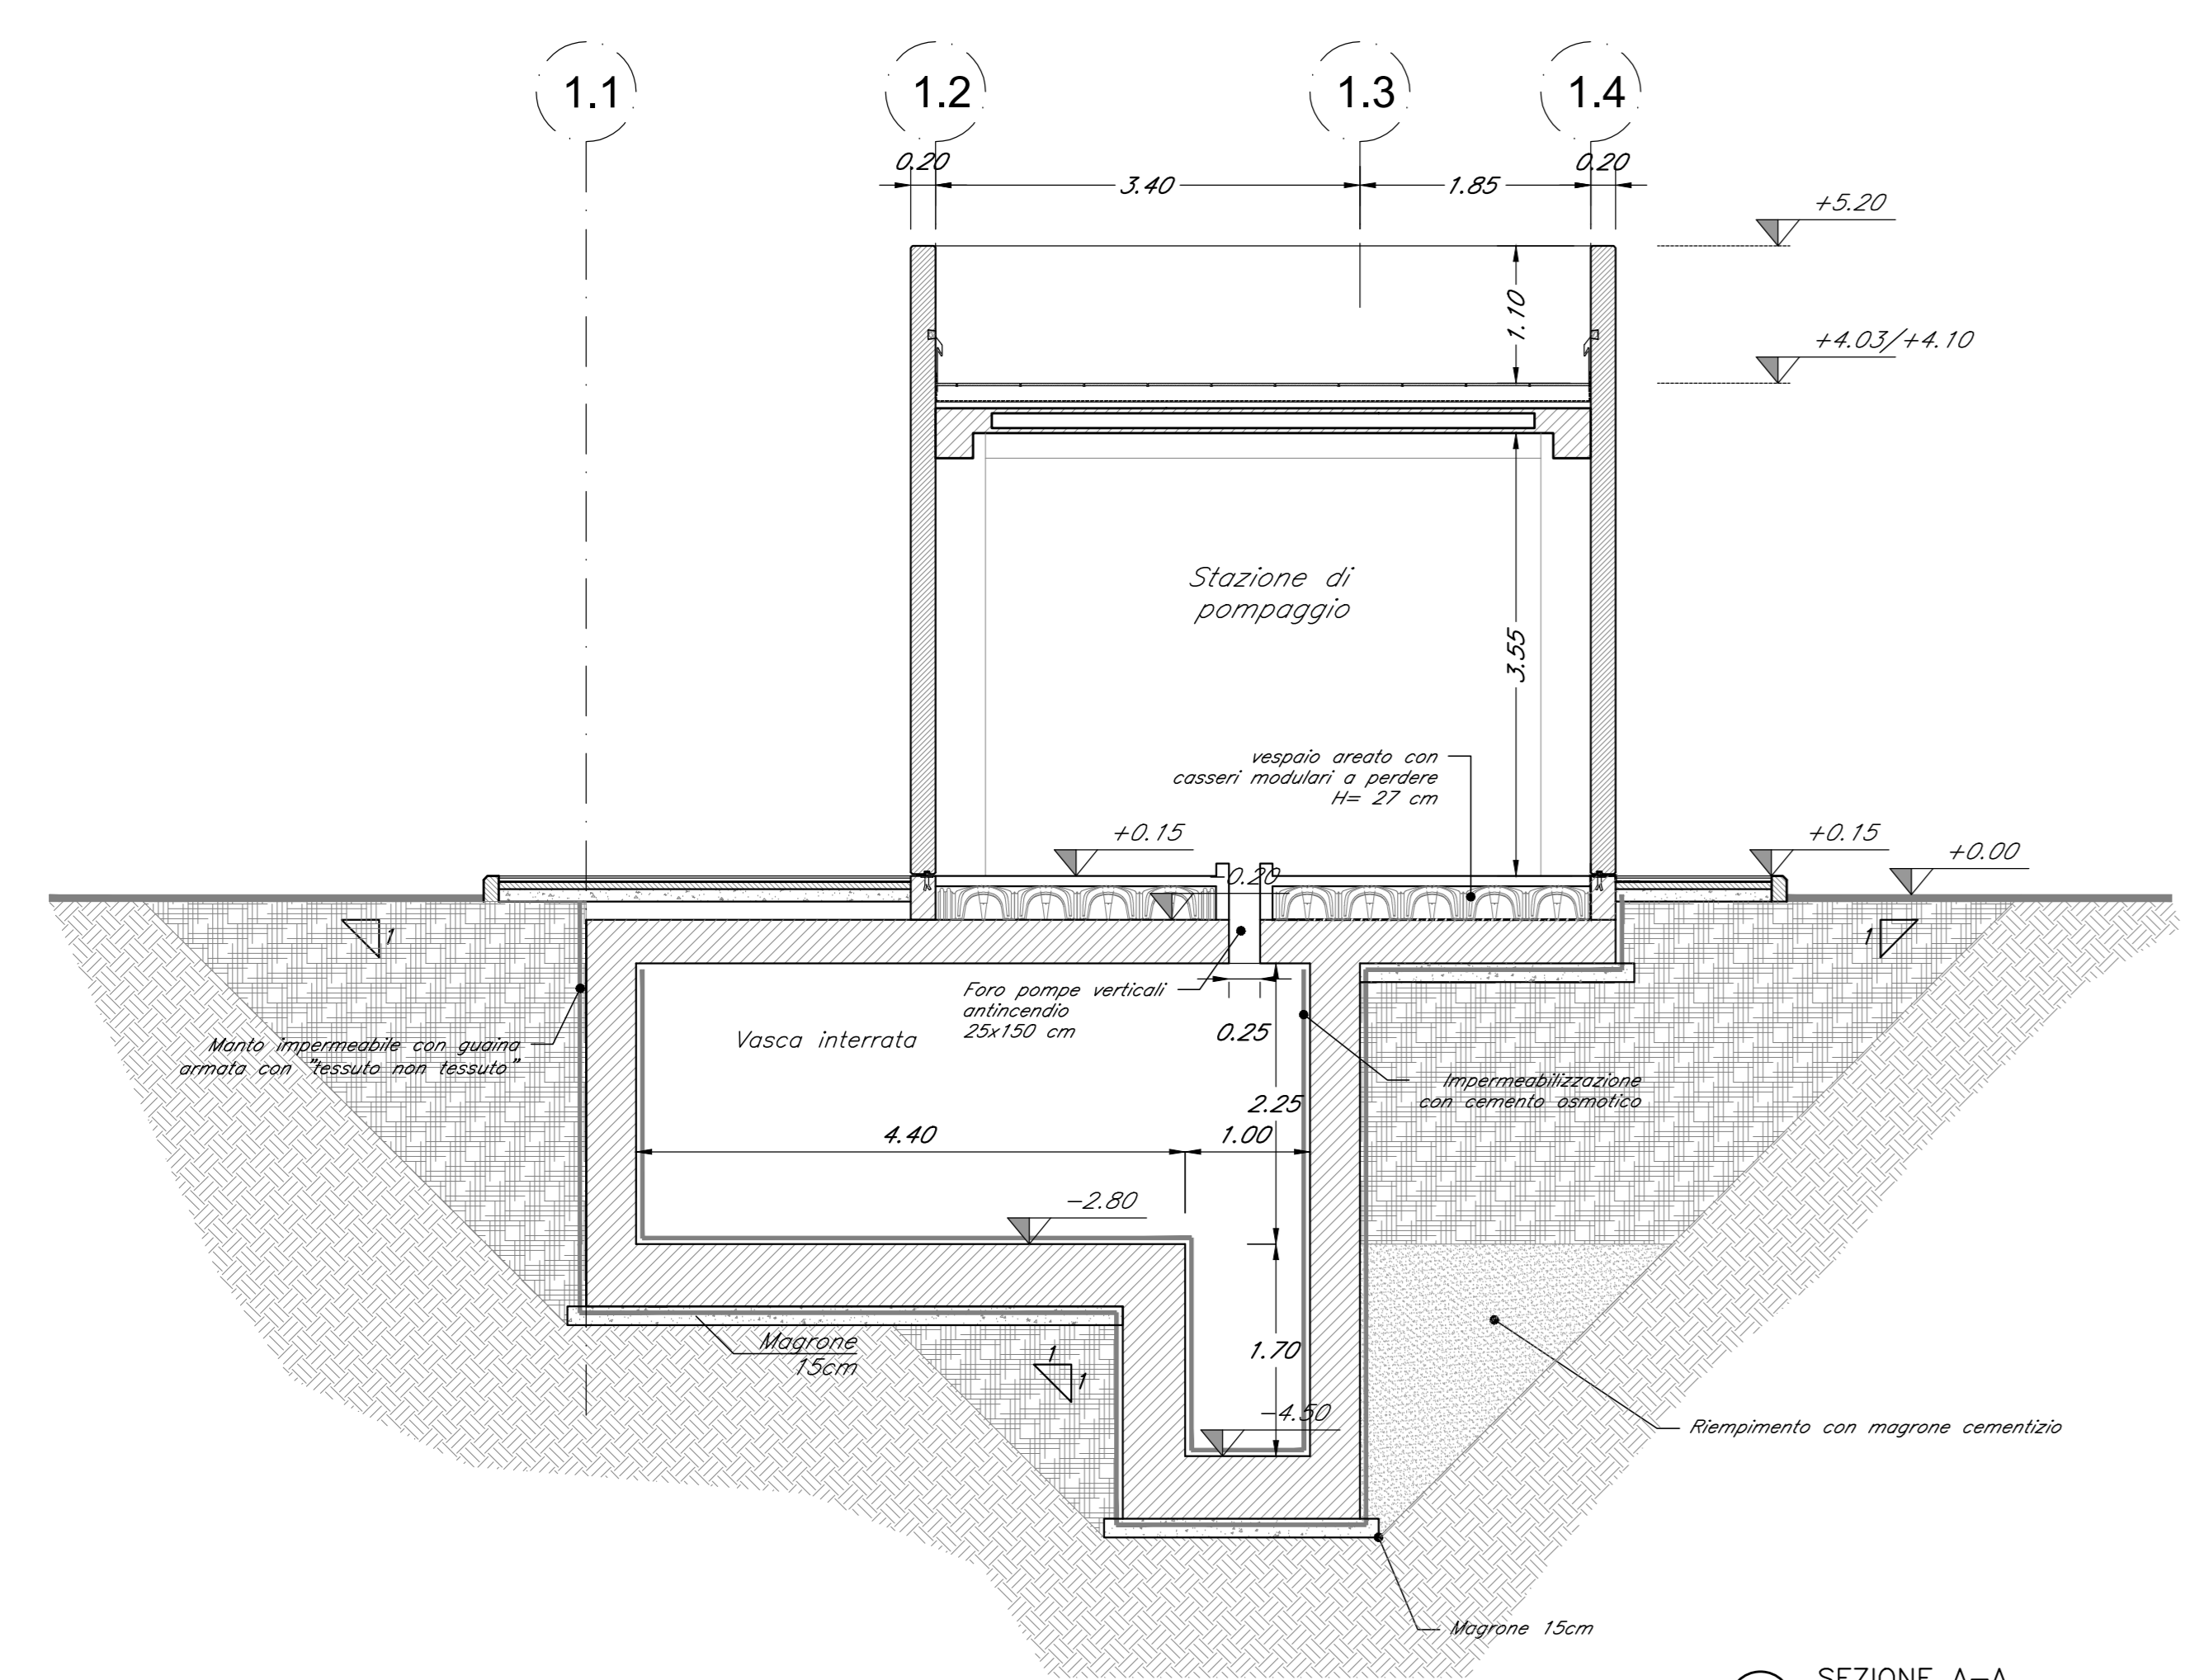 1.1
1.2
1.3
1.4
0.20
3.40
1.85
0.20
+5.20
1.10
+4.03/+4.10
Stazione di
pompaggio
3.55
vespaio areato con
casseri modulari a perdere
H= 27 cm
+0.15
+0.15
+0.00
-0.20
1
1
Foro pompe verticali
antincendio
25x150 cm
Vasca interrata
0.25
Manto impermeabile con guaina
armata con "tessuto non tessuto"
Impermeabilizzazione
con cemento osmotico
2.25
4.40
1.00
-2.80
Magrone
15cm
1
1
1.70
-4.50
Riempimento con magrone cementizio
Magrone 15cm
SEZIONE A-A